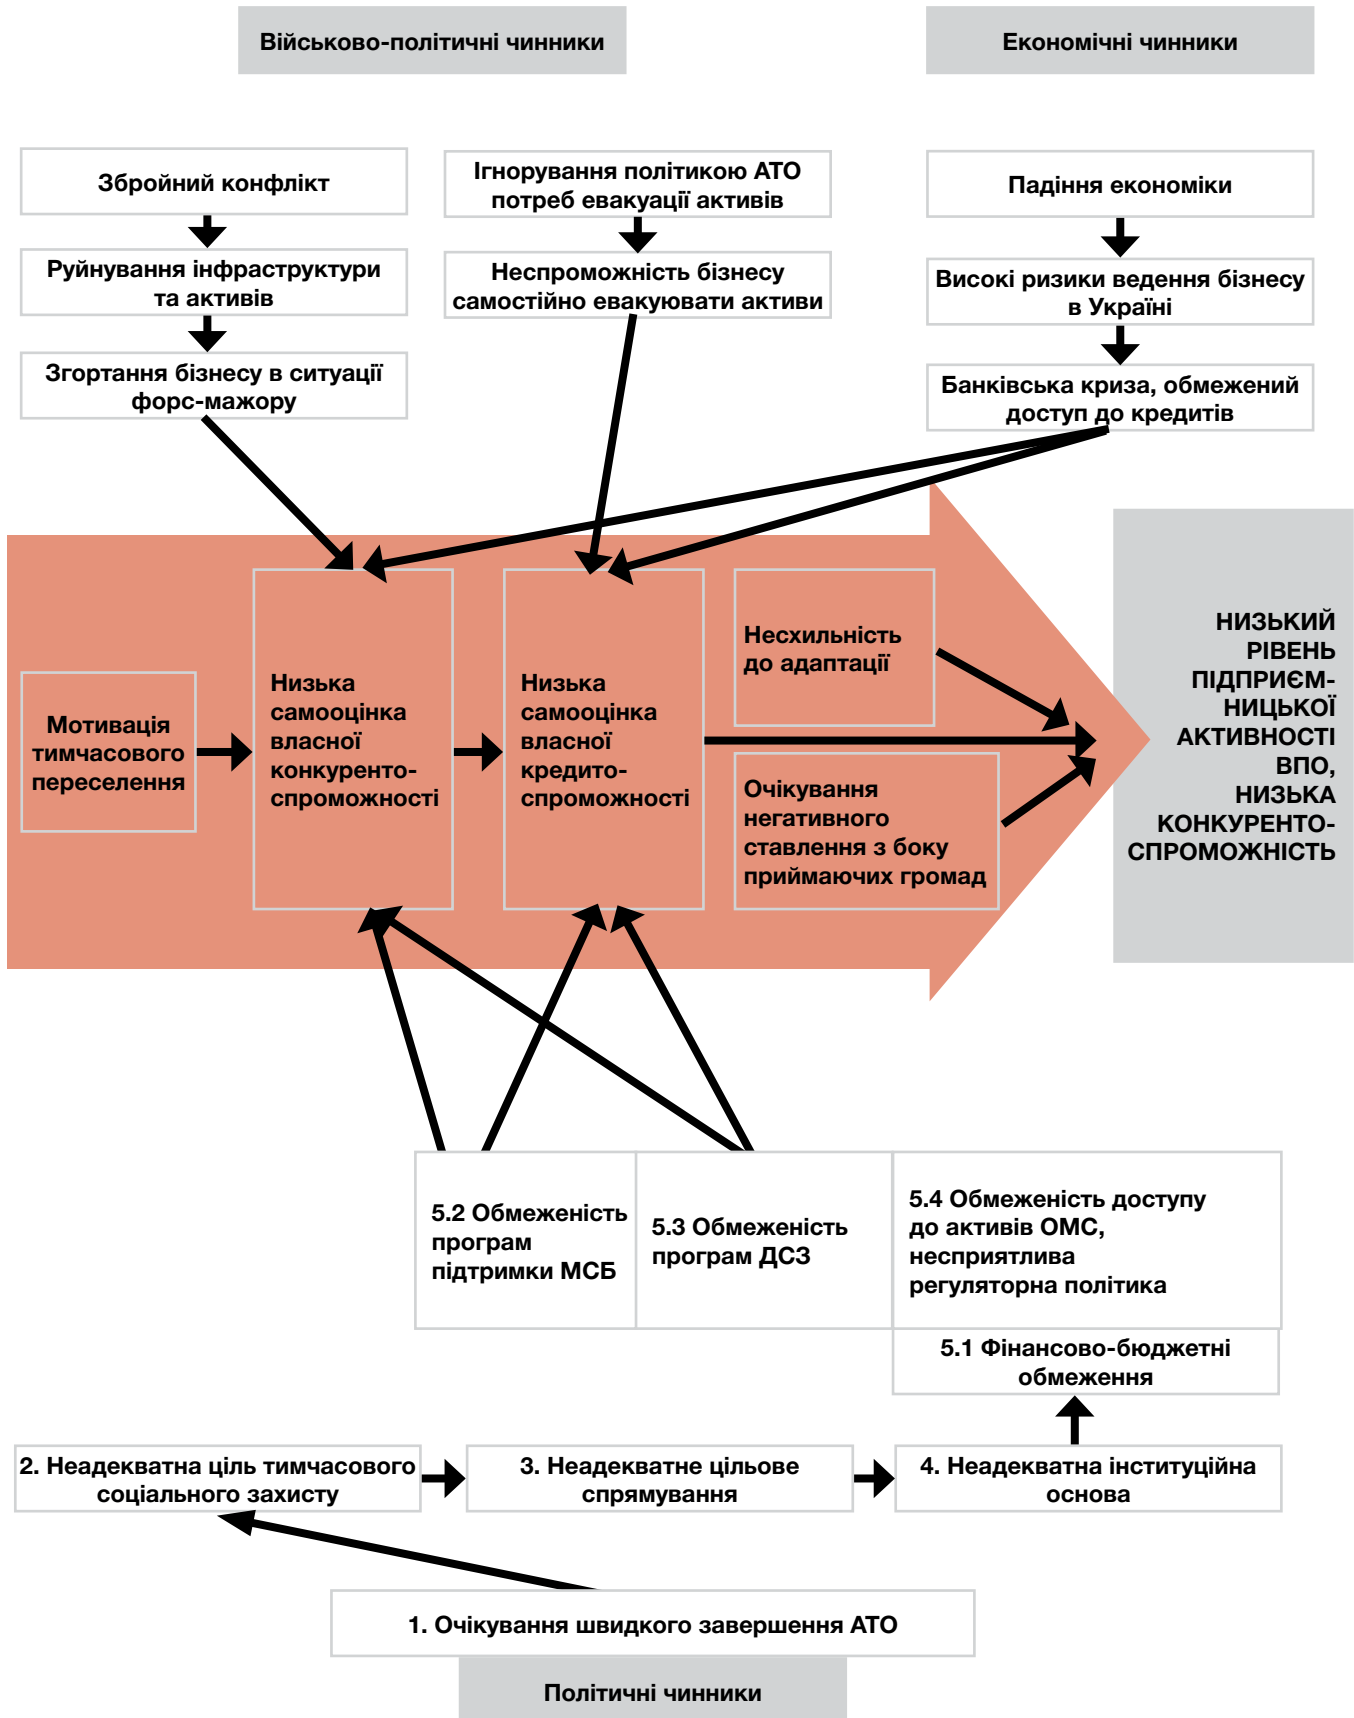 Військово-політичні чинники
Економічні чинники
Збройний конфлікт
Ігнорування політикою АТО
потреб евакуації активів
Падіння економіки
Руйнування інфраструктури
та активів
Неспроможність бізнесу
самостійно евакуювати активи
Високі ризики ведення бізнесу
в Україні
Згортання бізнесу в ситуації
форс-мажору
Банківська криза, обмежений
доступ до кредитів
Мотивація
тимчасового
переселення
Низька
самооцінка
власної
конкуренто-
спроможності
Низька
самооцінка
власної
кредито-
спроможності
Несхильність
до адаптації
Очікування
негативного
ставлення з боку
приймаючих громад
НИЗЬКИЙ
РІВЕНЬ
ПІДПРИЄМ-
НИЦЬКОЇ
АКТИВНОСТІ
ВПО,
НИЗЬКА
КОНКУРЕНТО-
СПРОМОЖНІСТЬ
5.2 Обмеженість
програм
підтримки МСБ
5.3 Обмеженість
програм ДСЗ
5.4 Обмеженість доступу
до активів ОМС,
несприятлива
регуляторна політика
5.1 Фінансово-бюджетні
обмеження
2. Неадекватна ціль тимчасового
соціального захисту
3. Неадекватне цільове
спрямування
4. Неадекватна інституційна
основа
1. Очікування швидкого завершення АТО
Політичні чинники